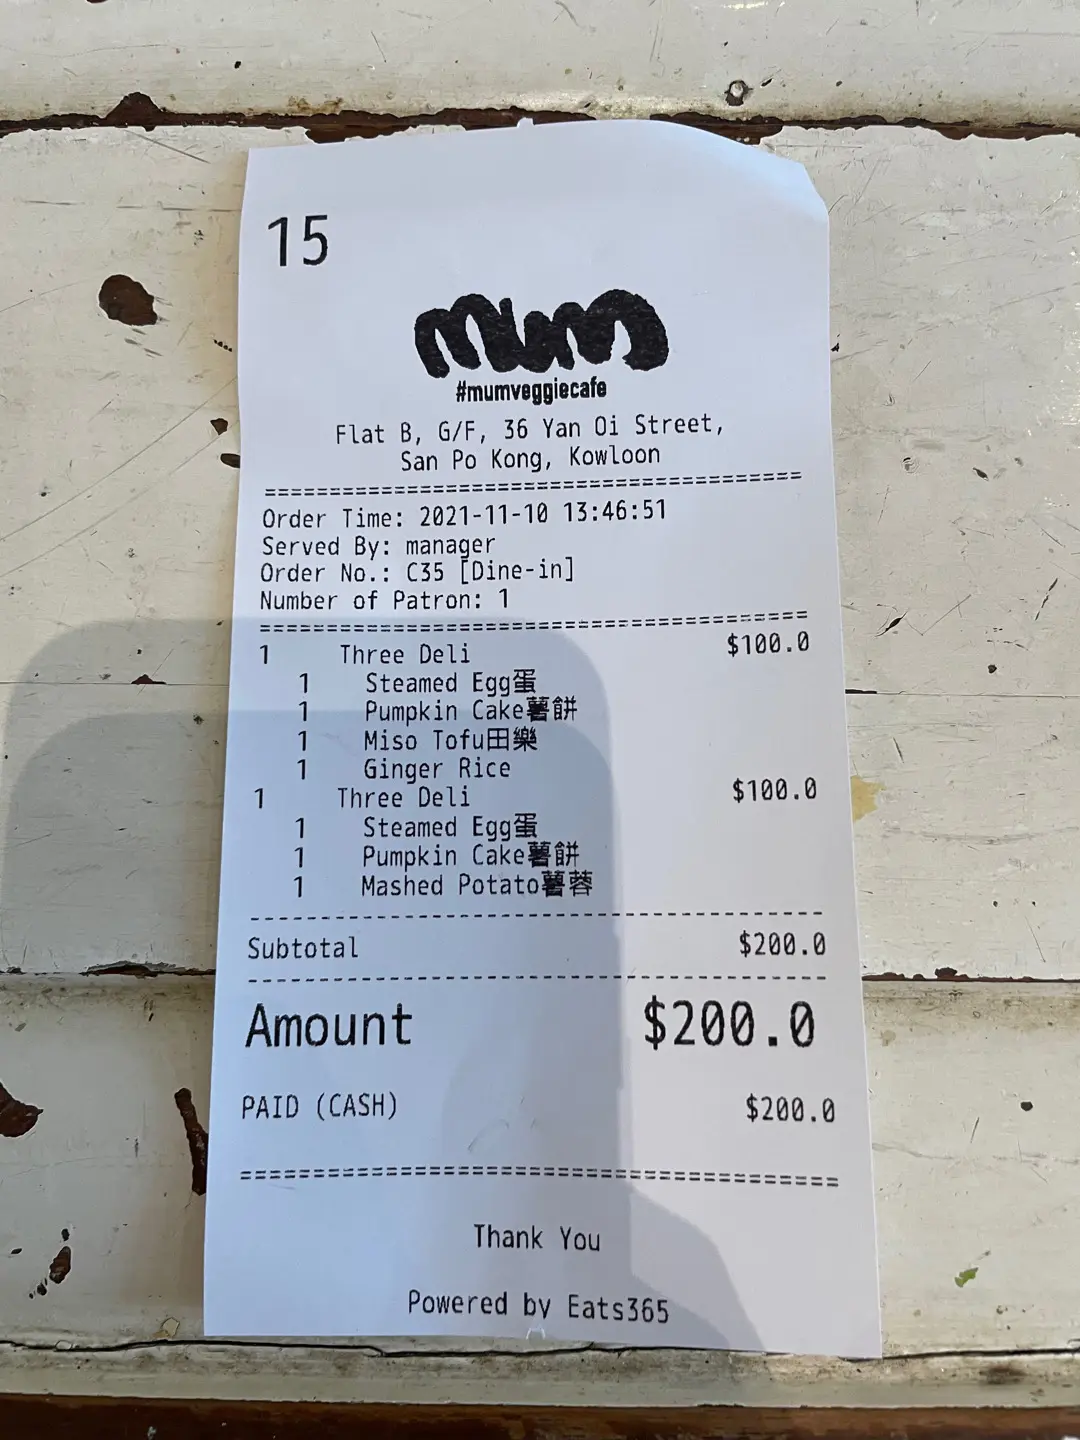 15
mum
#mumveggiecafe
Flat B, G/F, 36 Yan Oi Street,
San Po Kong, Kowloon
==========================================
Order Time: 2021-11-10 13:46:51
Served By: manager
Order No.: C35 [Dine-in]
Number of Patron: 1
==========================================
1 Three Deli $100.0
1 Steamed Egg蛋
1 Pumpkin Cake薯餅
1 Miso Tofu田樂
1 Ginger Rice
1 Three Deli $100.0
1 Steamed Egg蛋
1 Pumpkin Cake薯餅
1 Mashed Potato薯蓉
------------------------------------------
Subtotal $200.0
------------------------------------------
Amount $200.0
PAID (CASH) $200.0
==========================================
Thank You
Powered by Eats365